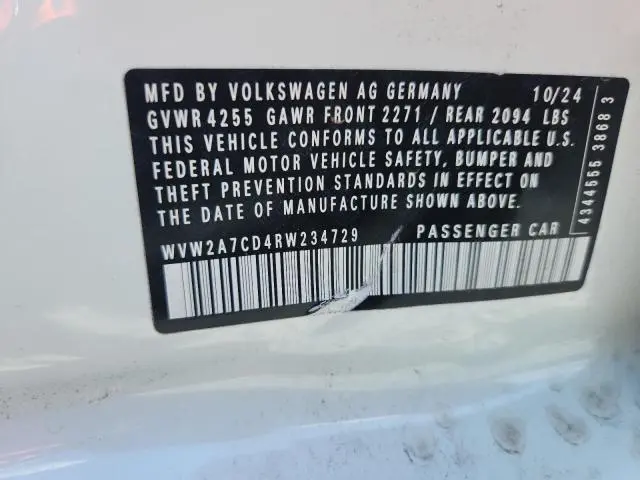 MFD BY VOLKSWAGEN AG GERMANY 10/24
GVWR 4255 GAWR FRONT 2271 / REAR 2094 LBS
THIS VEHICLE CONFORMS TO ALL APPLICABLE U.S.
FEDERAL MOTOR VEHICLE SAFETY, BUMPER AND
THEFT PREVENTION STANDARDS IN EFFECT ON
THE DATE OF MANUFACTURE SHOWN ABOVE.
WVW2A7CD4RW234729 PASSENGER CAR
4344555 3868 3